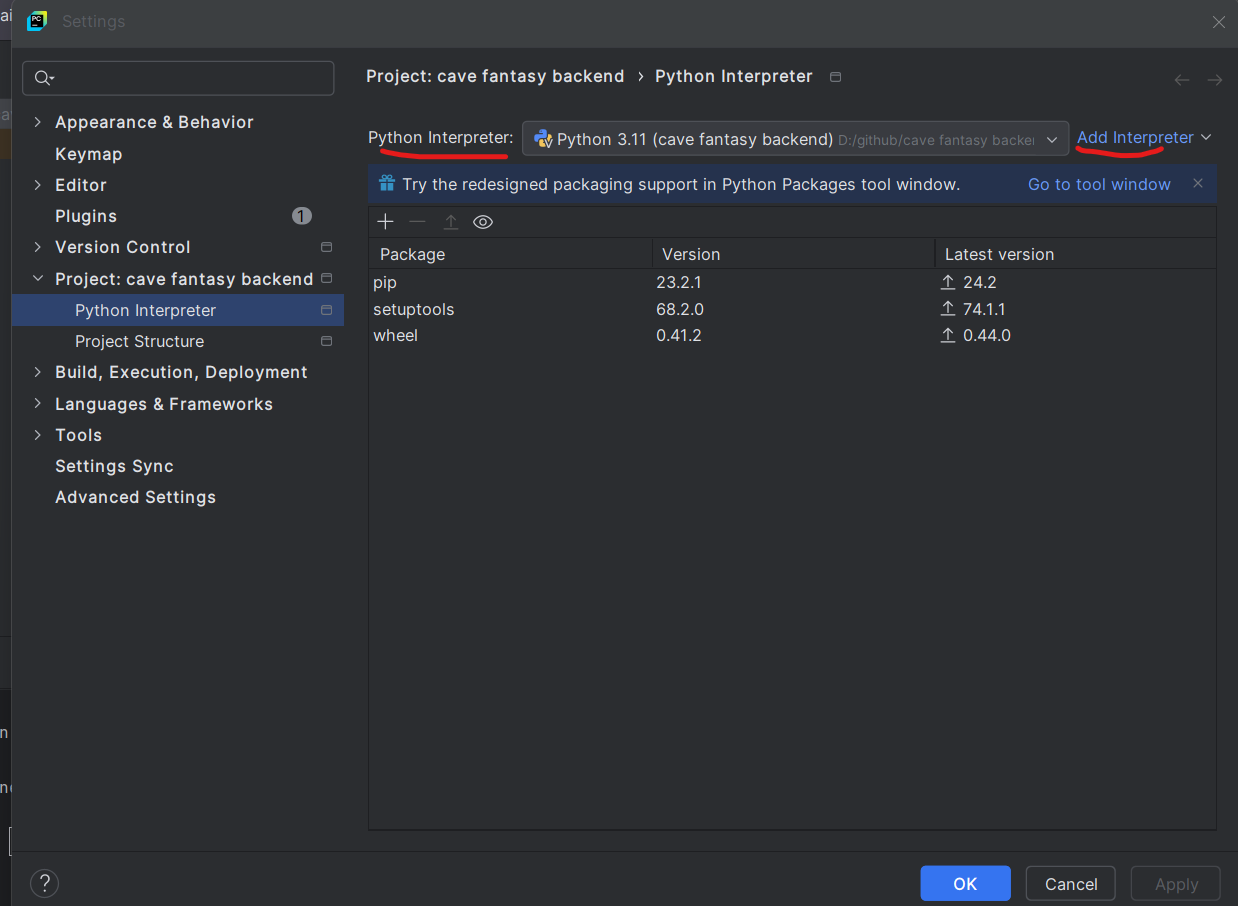 Settings
Project: cave fantasy backend › Python Interpreter
Appearance & Behavior
Keymap
Editor
Plugins 1
Version Control
Project: cave fantasy backend
Python Interpreter
Project Structure
Build, Execution, Deployment
Languages & Frameworks
Tools
Settings Sync
Advanced Settings
Python Interpreter: Python 3.11 (cave fantasy backend) D:/github/cave fantasy backe Add Interpreter
Try the redesigned packaging support in Python Packages tool window. Go to tool window
Package Version Latest version
pip 23.2.1 24.2
setuptools 68.2.0 74.1.1
wheel 0.41.2 0.44.0
? OK Cancel Apply